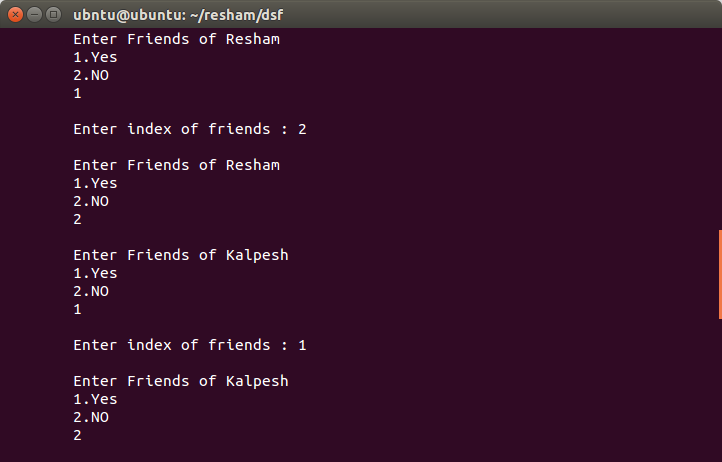 ubntu@ubuntu: ~/resham/dsf
Enter Friends of Resham
1.Yes
2.NO
1
Enter index of friends : 2
Enter Friends of Resham
1.Yes
2.NO
2
Enter Friends of Kalpesh
1.Yes
2.NO
1
Enter index of friends : 1
Enter Friends of Kalpesh
1.Yes
2.NO
2